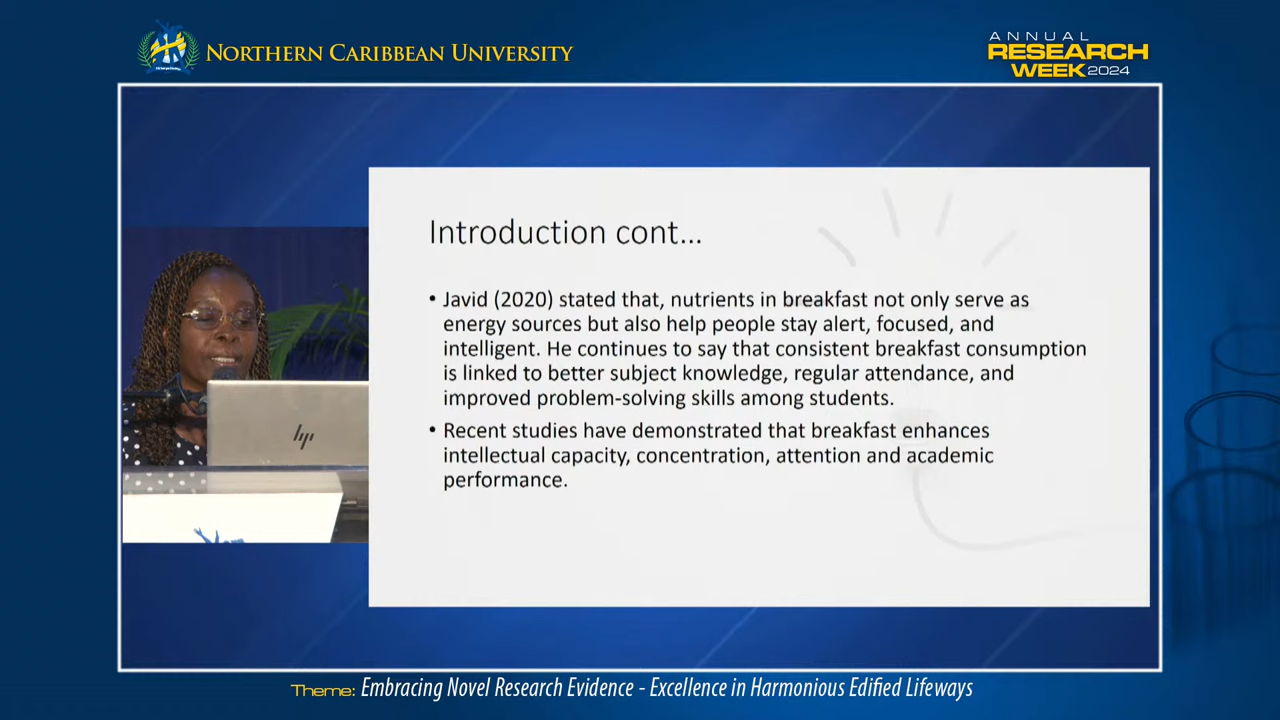 NORTHERN CARIBBEAN UNIVERSITY
ANNUAL
RESEARCH
WEEK 2024
Introduction cont...
• Javid (2020) stated that, nutrients in breakfast not only serve as
energy sources but also help people stay alert, focused, and
intelligent. He continues to say that consistent breakfast consumption
is linked to better subject knowledge, regular attendance, and
improved problem-solving skills among students.
• Recent studies have demonstrated that breakfast enhances
intellectual capacity, concentration, attention and academic
performance.
hp
Theme: Embracing Novel Research Evidence - Excellence in Harmonious Edified Lifeways